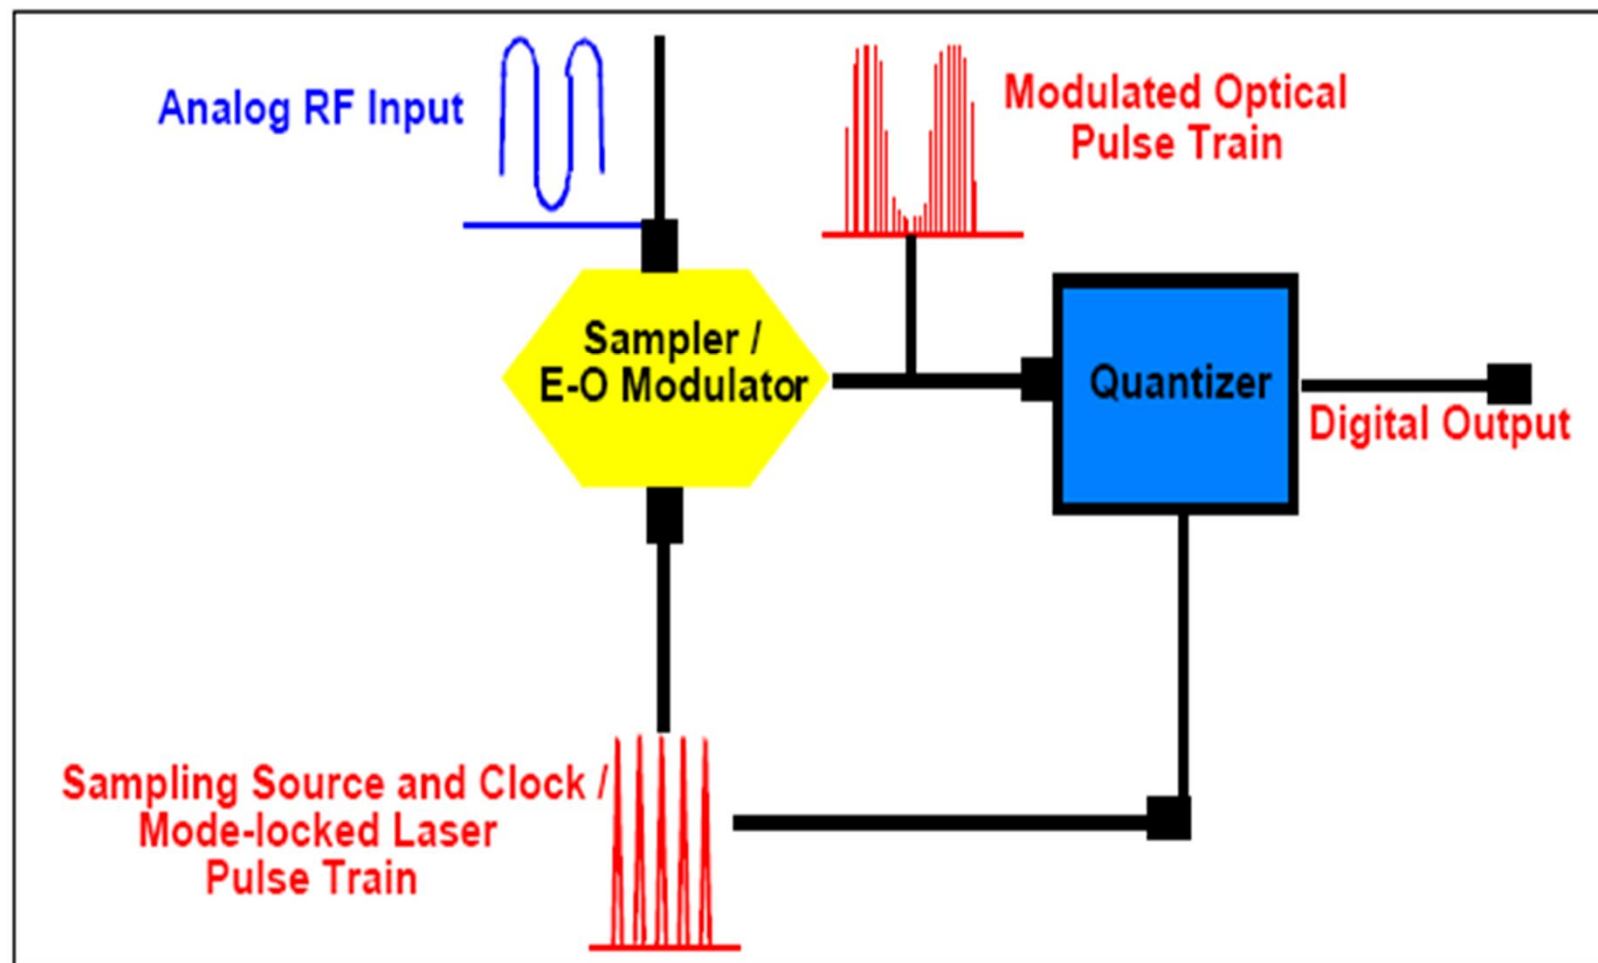 Analog RF Input
Modulated Optical
Pulse Train
Sampler /
E-O Modulator
Quantizer
Digital Output
Sampling Source and Clock /
Mode-locked Laser
Pulse Train